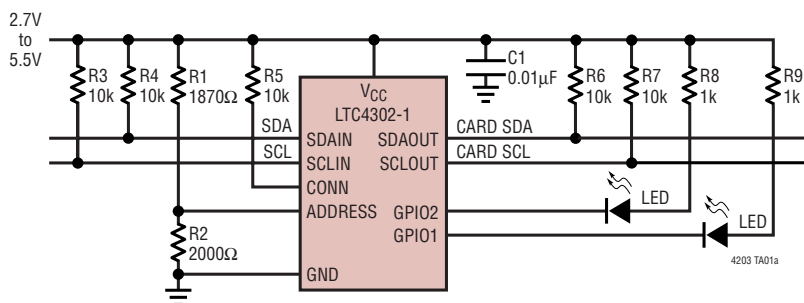 2.7V
to
5.5V
R3
10k
R4
10k
R1
1870Ω
R5
10k
C1
0.01µF
R6
10k
R7
10k
R8
1k
R9
1k
VCC
LTC4302-1
SDA
SDAIN
SDAOUT
CARD SDA
SCL
SCLIN
SCLOUT
CARD SCL
CONN
ADDRESS
GPIO2
LED
GPIO1
LED
R2
2000Ω
GND
4203 TA01a